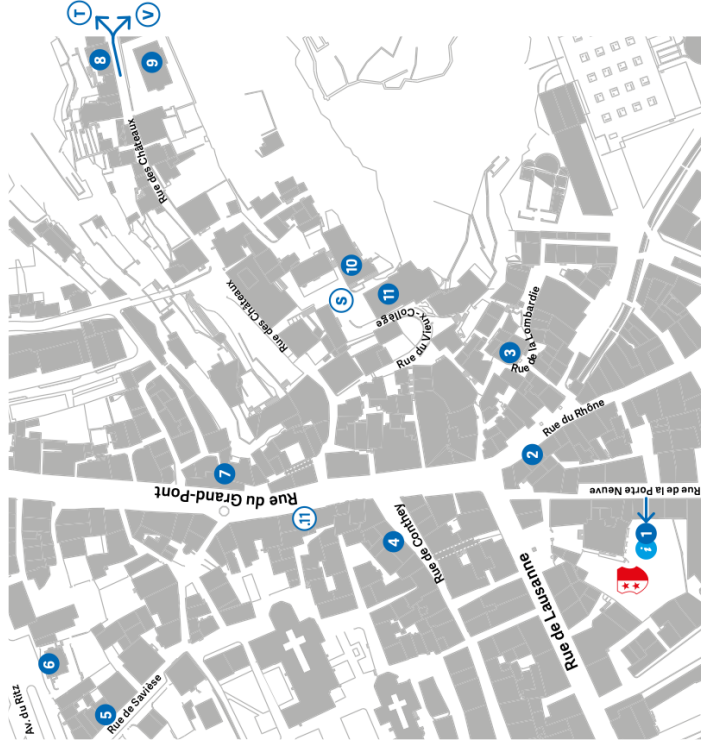 T
V
8
9
Rue des Châteaux
10
S
11
Rue des Châteaux
Rue du Vieux-Collège
3
Rue de la Lombardie
7
Rue du Grand-Pont
J1
2
Rue du Rhône
Rue de la Porte Neuve
4
Rue de Conthey
1
i
Rue de Lausanne
6
Av. du Ritz
5
Rue de Savièse